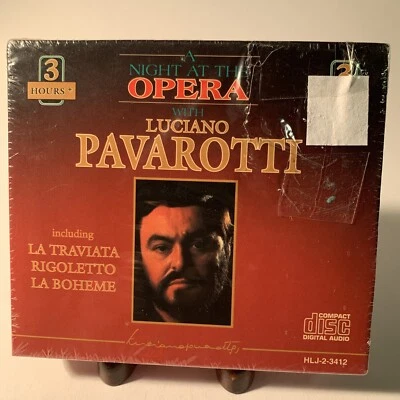 A
NIGHT AT THE
OPERA
WITH
LUCIANO
PAVAROTTI
3
HOURS +
including
LA TRAVIATA
RIGOLETTO
LA BOHEME
COMPACT
disc
DIGITAL AUDIO
HLJ-2-3412